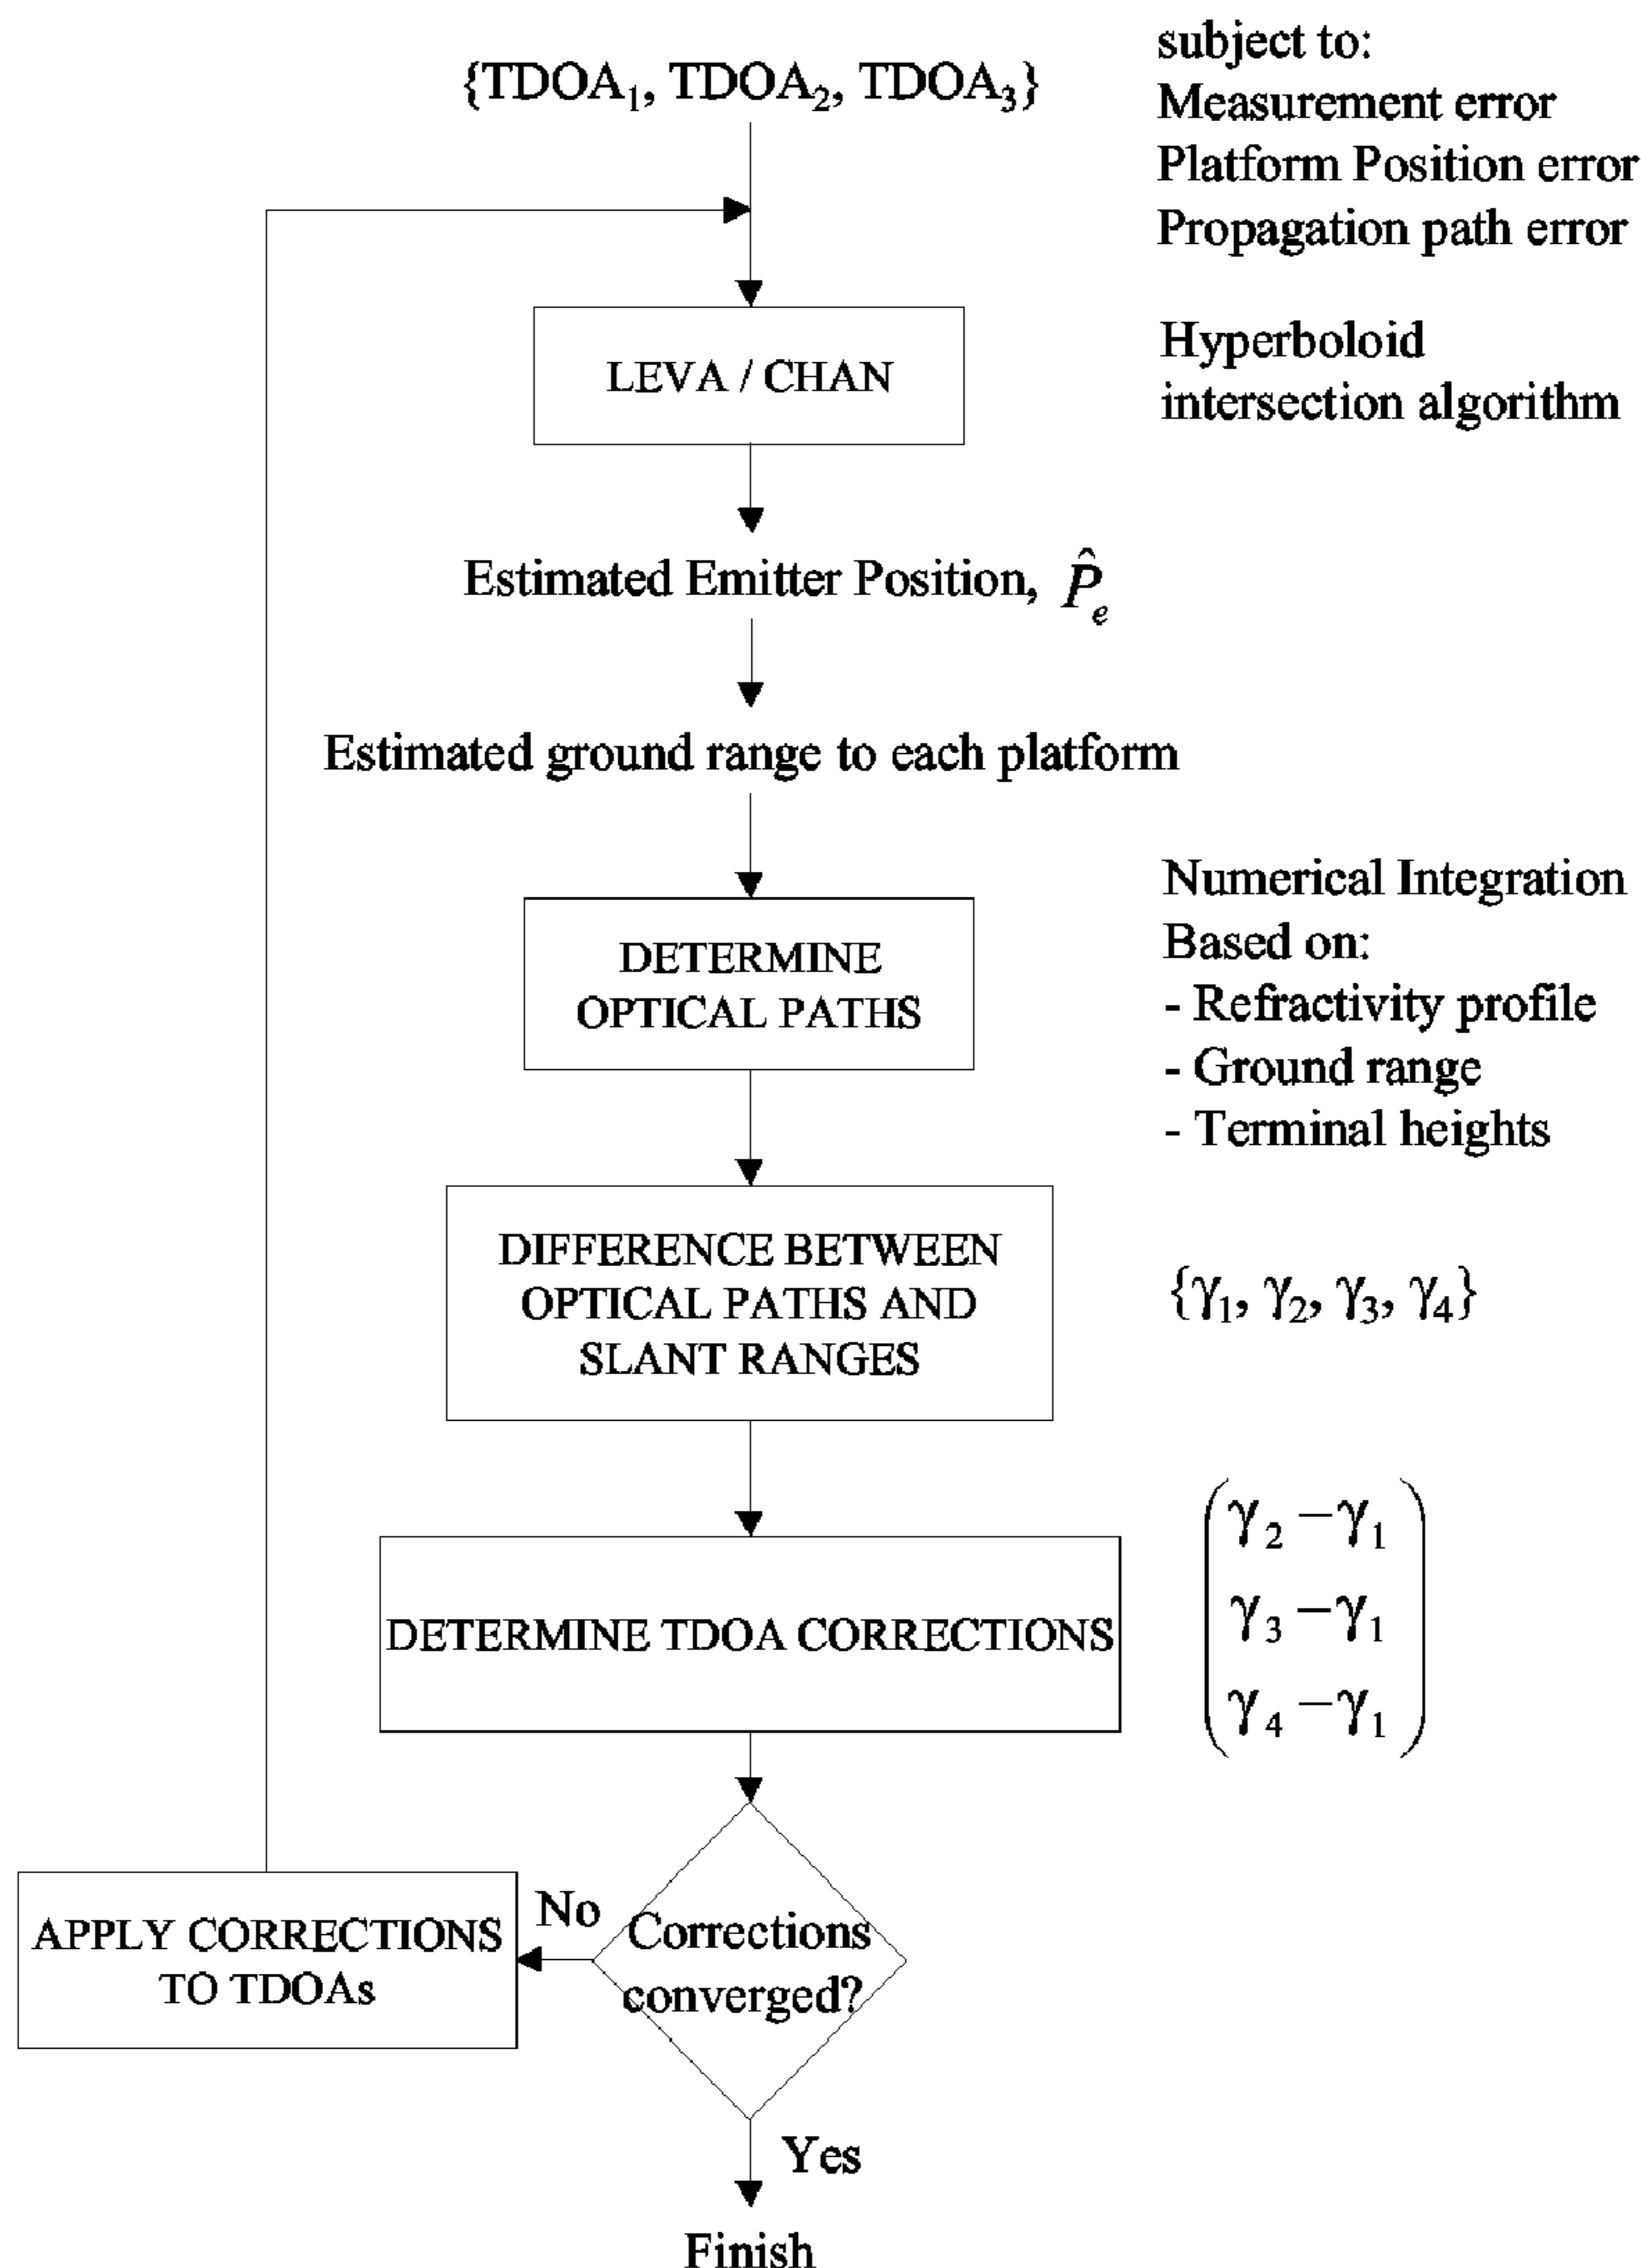 {TDOA₁, TDOA₂, TDOA₃}
subject to:
Measurement error
Platform Position error
Propagation path error
LEVA / CHAN
Hyperboloid
intersection algorithm
Estimated Emitter Position, P̂ₑ
Estimated ground range to each platform
DETERMINE
OPTICAL PATHS
Numerical Integration
Based on:
- Refractivity profile
- Ground range
- Terminal heights
DIFFERENCE BETWEEN
OPTICAL PATHS AND
SLANT RANGES
{γ₁, γ₂, γ₃, γ₄}
DETERMINE TDOA CORRECTIONS
γ₂ − γ₁
γ₃ − γ₁
γ₄ − γ₁
Corrections
converged?
No
APPLY CORRECTIONS
TO TDOAs
Yes
Finish